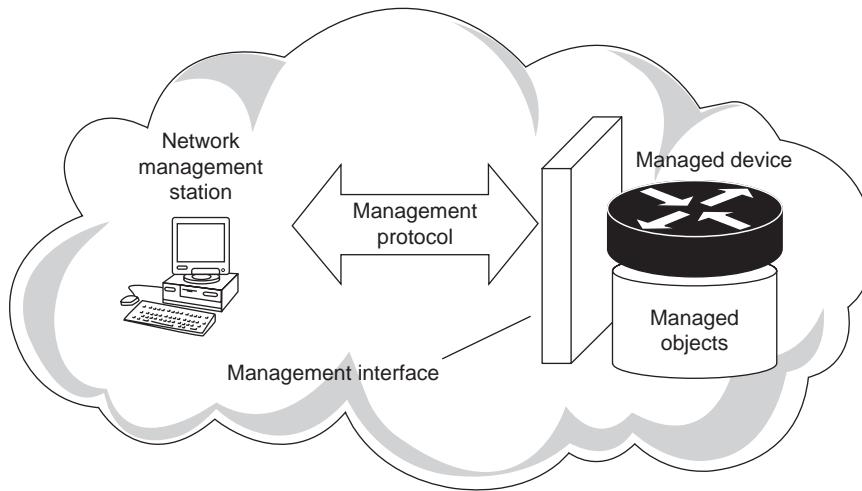 Network
management
station
Management
protocol
Managed device
Managed
objects
Management interface